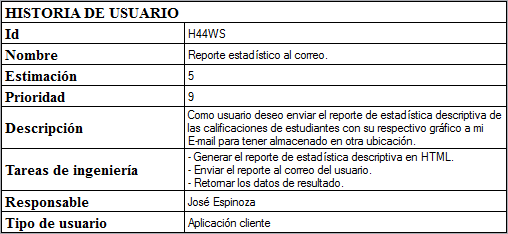 HISTORIA DE USUARIO
Id H44WS
Nombre Reporte estadístico al correo.
Estimación 5
Prioridad 9
Descripción Como usuario deseo enviar el reporte de estadística descriptiva de
las calificaciones de estudiantes con su respectivo gráfico a mi
E-mail para tener almacenado en otra ubicación.
Tareas de ingeniería - Generar el reporte de estadística descriptiva en HTML.
- Enviar el reporte al correo del usuario.
- Retornar los datos de resultado.
Responsable José Espinoza
Tipo de usuario Aplicación cliente